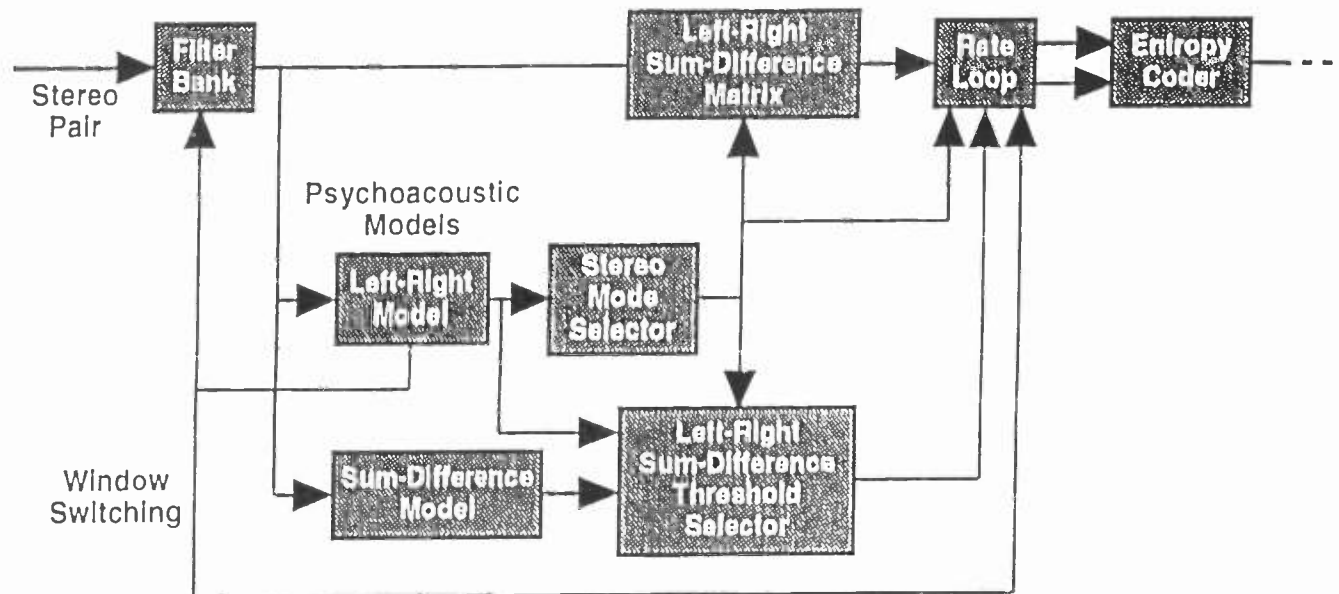 Filter
Bank
Left-Right
Sum-Difference
Matrix
Rate
Loop
Entropy
Coder
Stereo
Pair
Psychoacoustic
Models
Left-Right
Model
Stereo
Mode
Selector
Window
Switching
Sum-Difference
Model
Left-Right
Sum-Difference
Threshold
Selector